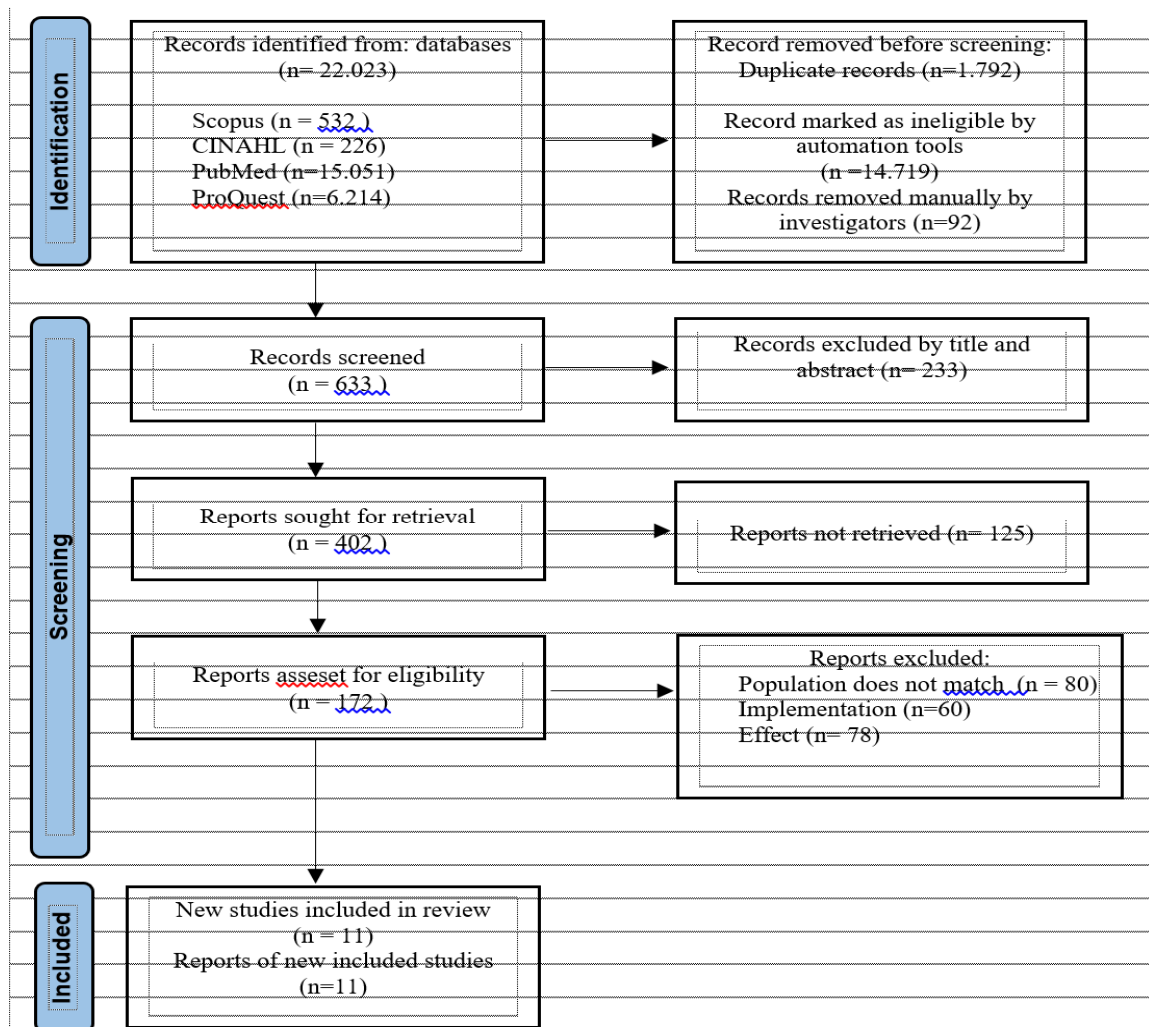 Identification
Records identified from: databases
(n= 22.023)
Scopus (n = 532 )
CINAHL (n = 226)
PubMed (n=15.051)
ProQuest (n=6.214)
Record removed before screening:
Duplicate records (n=1.792)
Record marked as ineligible by
automation tools
(n =14.719)
Records removed manually by
investigators (n=92)
Screening
Records screened
(n = 633 )
Records excluded by title and
abstract (n= 233)
Reports sought for retrieval
(n = 402 )
Reports not retrieved (n= 125)
Reports asseset for eligibility
(n = 172 )
Reports excluded:
Population does not match (n = 80)
Implementation (n=60)
Effect (n= 78)
Included
New studies included in review
(n = 11)
Reports of new included studies
(n=11)